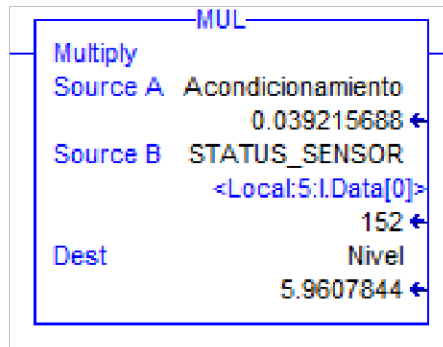 MUL
Multiply
Source A Acondicionamiento
0.039215688
Source B STATUS_SENSOR
<Local:5:I.Data[0]>
152
Dest Nivel
5.9607844